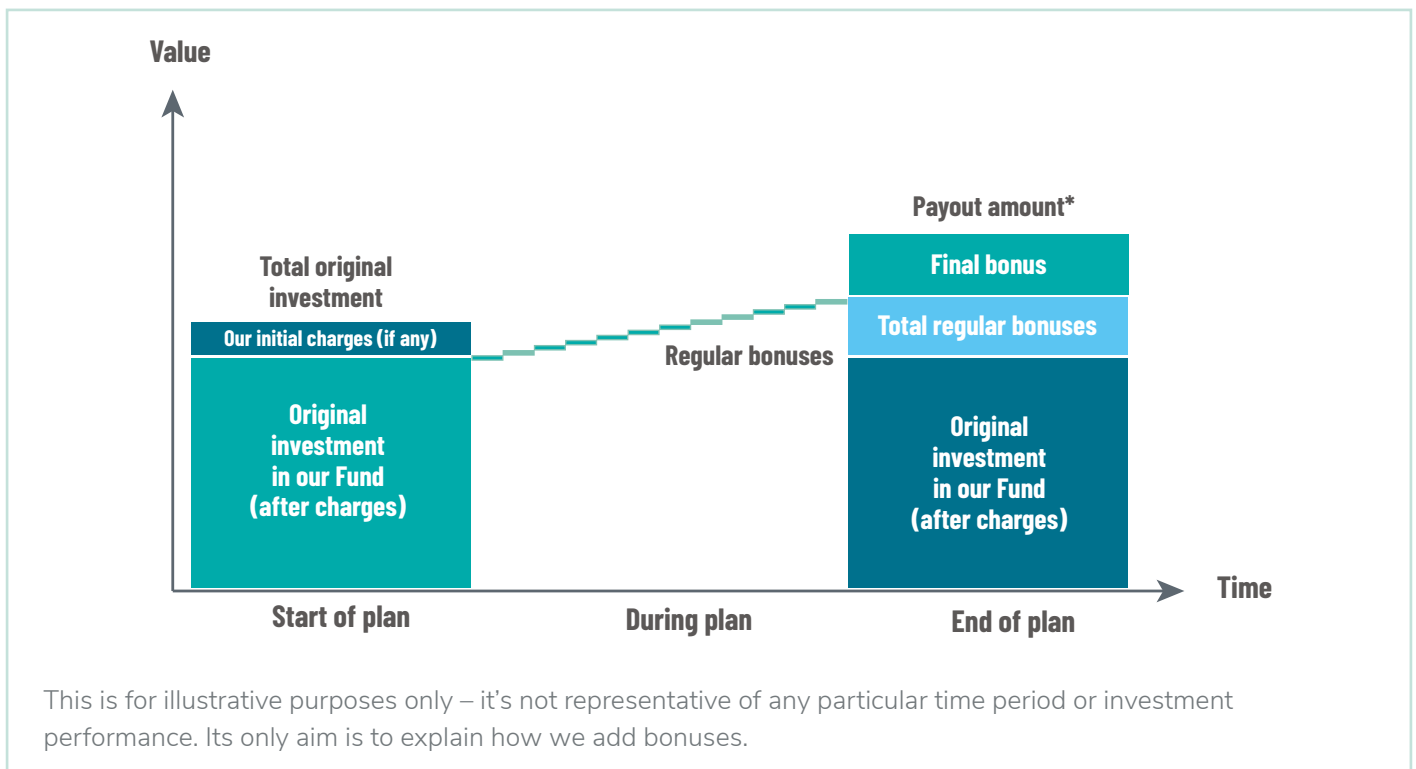 Value
Payout amount*
Final bonus
Total original
investment
Our initial charges (if any)
Total regular bonuses
Regular bonuses
Original
investment
in our Fund
(after charges)
Original
investment
in our Fund
(after charges)
Time
Start of plan
During plan
End of plan
This is for illustrative purposes only – it's not representative of any particular time period or investment
performance. Its only aim is to explain how we add bonuses.